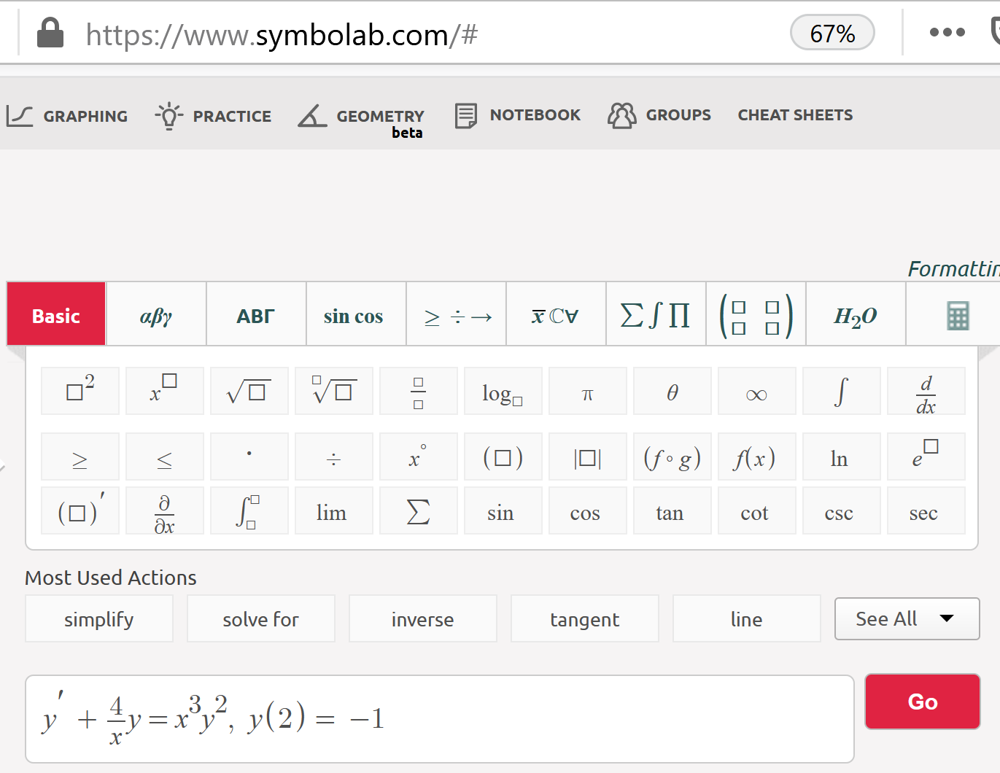 https://www.symbolab.com/# 67% •••
GRAPHING PRACTICE GEOMETRY beta NOTEBOOK GROUPS CHEAT SHEETS
Basic αβγ ΑΒΓ sin cos ≥ ÷ → x̅ ℂ∀ ∑ ∫ ∏ (□ □ □ □) H₂O
□² x^□ √□ □√□ □/□ log_□ π θ ∞ ∫ d/dx
≥ ≤ · ÷ x° (□) |□| (f ∘ g) f(x) ln e^□
(□)′ ∂/∂x ∫_□^□ lim ∑ sin cos tan cot csc sec
Most Used Actions
simplify solve for inverse tangent line See All
y′ + 4/x y = x³y², y(2) = −1 Go